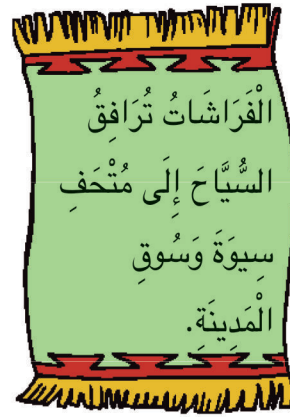 الْفَرَاشَاتُ تُرَافِقُ
السُّيَّاحَ إِلَى مُتْحَفِ
سِيوَةَ وَسُوقِ
الْمَدِينَةِ.